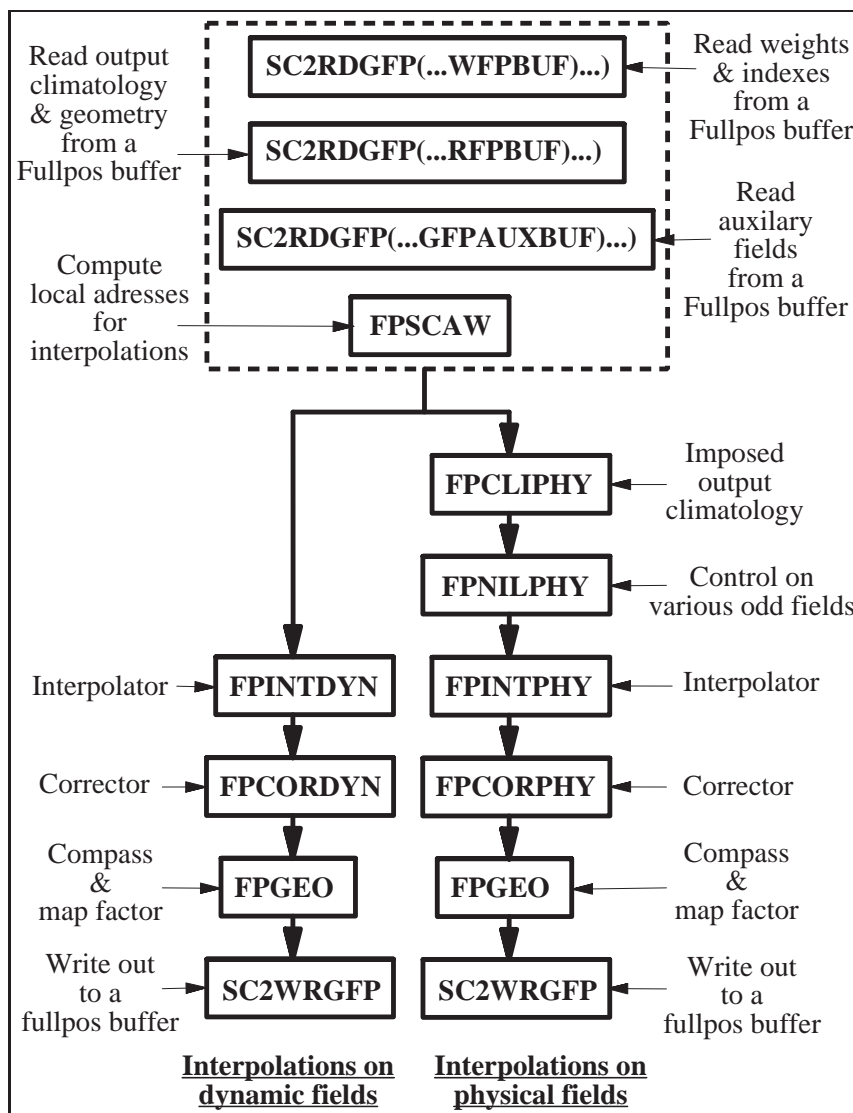 Read output
climatology
& geometry
from a
Fullpos buffer
SC2RDGFP(...WFPBUF)...)
Read weights
& indexes
from a
Fullpos buffer
SC2RDGFP(...RFPBUF)...)
SC2RDGFP(...GFPAUXBUF)...)
Read
auxilary
fields
from a
Fullpos buffer
Compute
local adresses
for
interpolations
FPSCAW
FPCLIPHY
Imposed
output
climatology
FPNILPHY
Control on
various odd fields
Interpolator
FPINTDYN
FPINTPHY
Interpolator
Corrector
FPCORDYN
FPCORPHY
Corrector
Compass
&
map factor
FPGEO
FPGEO
Compass
&
map factor
Write out
to a
fullpos buffer
SC2WRGFP
SC2WRGFP
Write out
to a
fullpos buffer
Interpolations on
dynamic fields
Interpolations on
physical fields